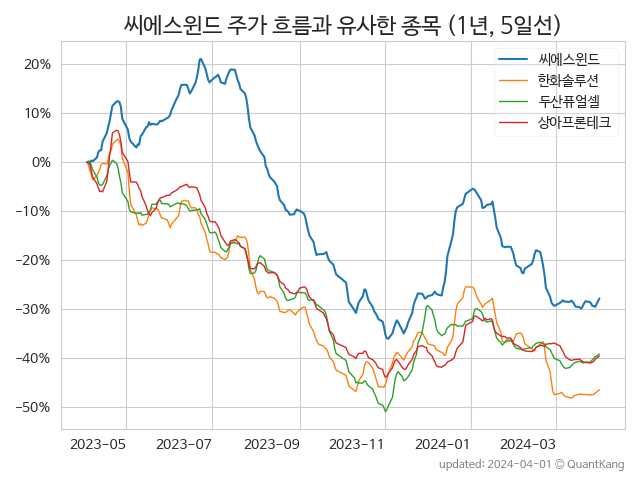 씨에스윈드 주가 흐름과 유사한 종목 (1년, 5일선)
씨에스윈드
한화솔루션
두산퓨얼셀
상아프론테크
20%
10%
0%
−10%
−20%
−30%
−40%
−50%
2023-05 2023-07 2023-09 2023-11 2024-01 2024-03
updated: 2024-04-01 © QuantKang